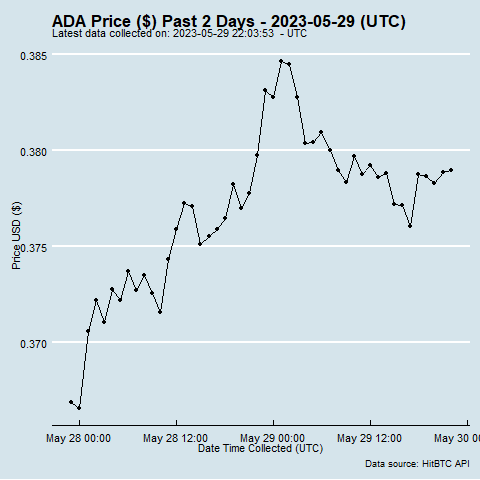 ADA Price ($) Past 2 Days - 2023-05-29 (UTC)
Latest data collected on: 2023-05-29 22:03:53 - UTC
0.385
0.380
0.375
0.370
Price USD ($)
May 28 00:00 May 28 12:00 May 29 00:00 May 29 12:00 May 30 00
Date Time Collected (UTC)
Data source: HitBTC API